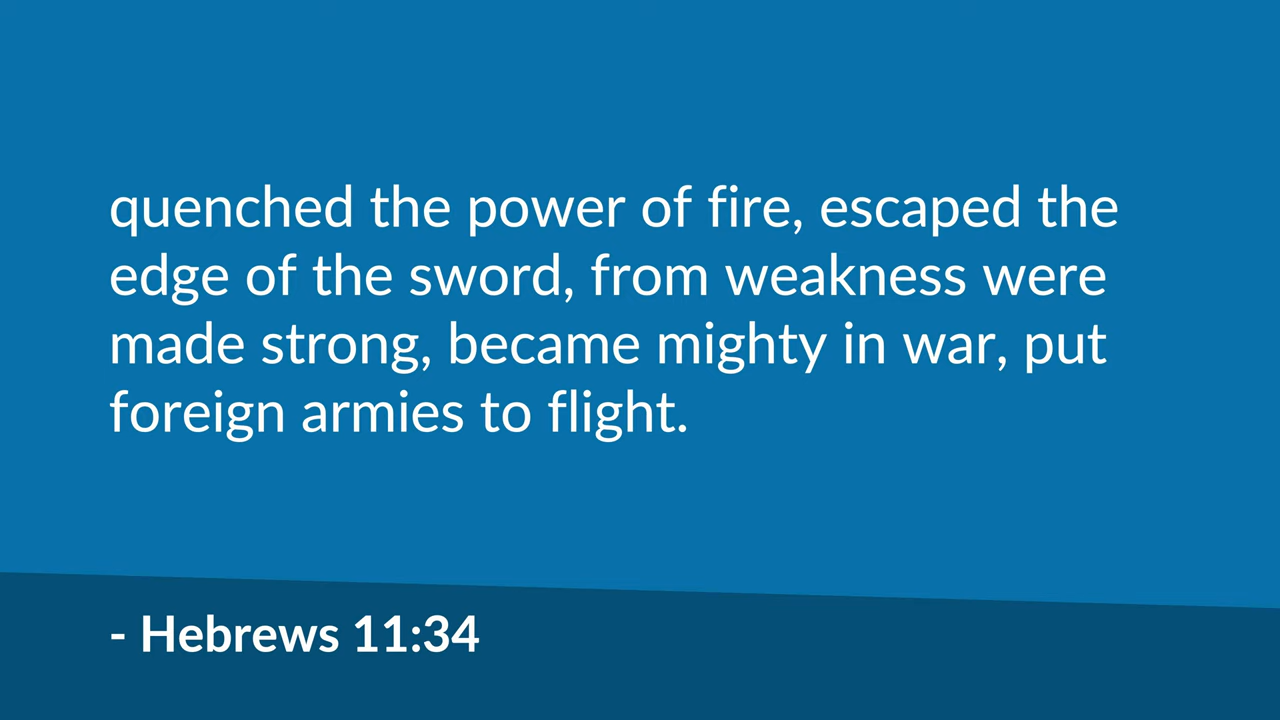 quenched the power of fire, escaped the
edge of the sword, from weakness were
made strong, became mighty in war, put
foreign armies to flight.
- Hebrews 11:34